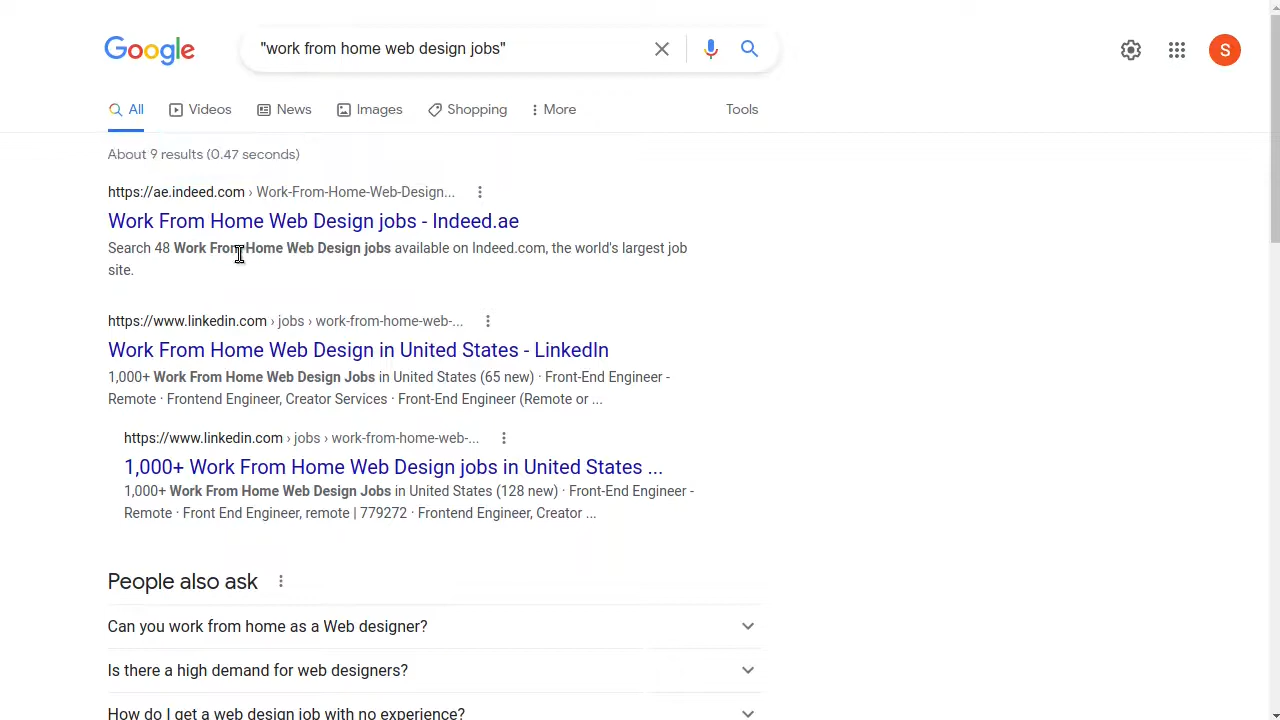 Google
"work from home web design jobs"
S
All
Videos
News
Images
Shopping
More
Tools
About 9 results (0.47 seconds)
https://ae.indeed.com › Work-From-Home-Web-Design...
Work From Home Web Design jobs - Indeed.ae
Search 48 Work From Home Web Design jobs available on Indeed.com, the world's largest job
site.
https://www.linkedin.com › jobs › work-from-home-web-...
Work From Home Web Design in United States - LinkedIn
1,000+ Work From Home Web Design Jobs in United States (65 new) · Front-End Engineer -
Remote · Frontend Engineer, Creator Services · Front-End Engineer (Remote or ...
https://www.linkedin.com › jobs › work-from-home-web-...
1,000+ Work From Home Web Design jobs in United States ...
1,000+ Work From Home Web Design Jobs in United States (128 new) · Front-End Engineer -
Remote · Front End Engineer, remote | 779272 · Frontend Engineer, Creator ...
People also ask
Can you work from home as a Web designer?
Is there a high demand for web designers?
How do I get a web design job with no experience?